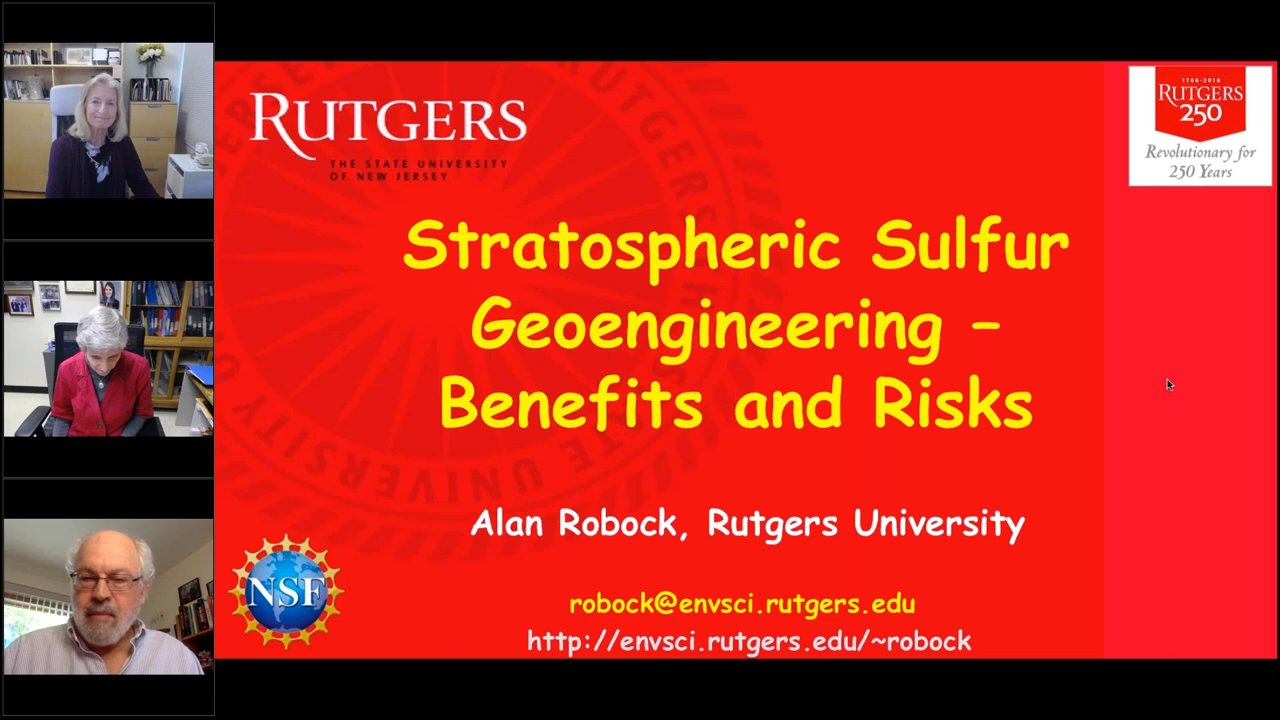 RUTGERS
THE STATE UNIVERSITY
OF NEW JERSEY
1766-2016
RUTGERS
250
Revolutionary for
250 Years
Stratospheric Sulfur
Geoengineering –
Benefits and Risks
Alan Robock, Rutgers University
NSF
robock@envsci.rutgers.edu
http://envsci.rutgers.edu/~robock